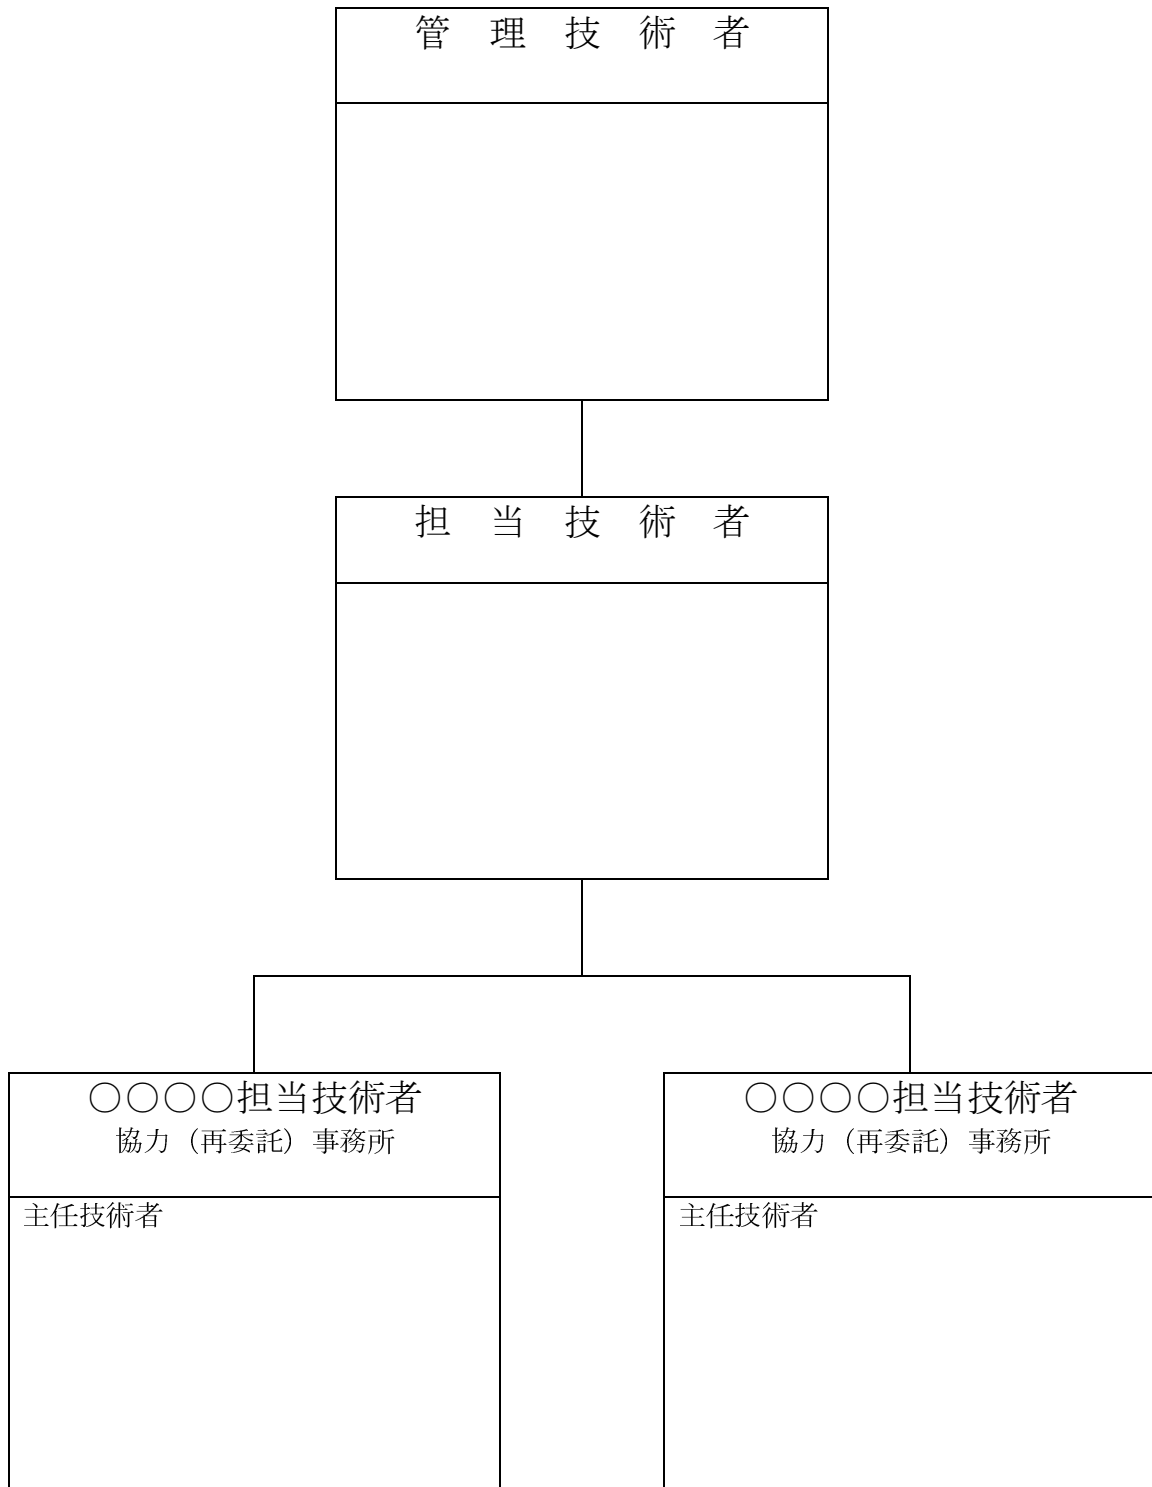 管　理　技　術　者
担　当　技　術　者
○○○○担当技術者
協力（再委託）事務所
主任技術者
○○○○担当技術者
協力（再委託）事務所
主任技術者